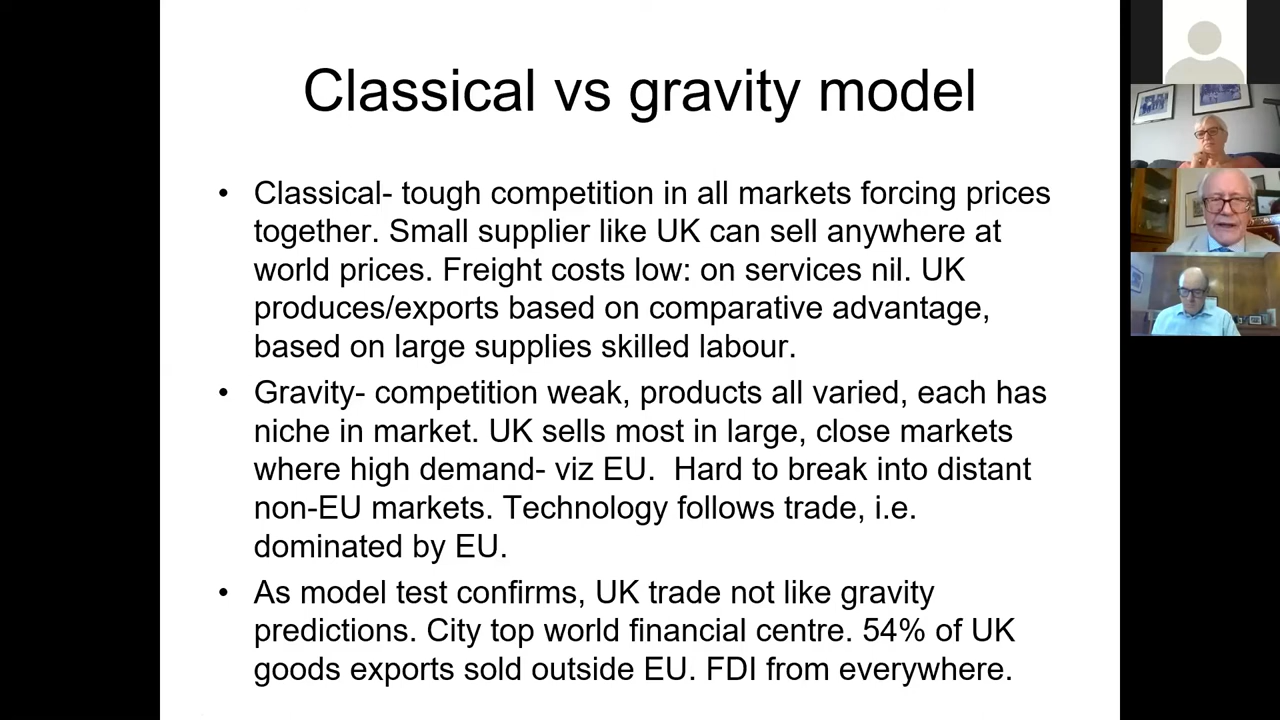 Classical vs gravity model
• Classical- tough competition in all markets forcing prices
together. Small supplier like UK can sell anywhere at
world prices. Freight costs low: on services nil. UK
produces/exports based on comparative advantage,
based on large supplies skilled labour.
• Gravity- competition weak, products all varied, each has
niche in market. UK sells most in large, close markets
where high demand- viz EU.  Hard to break into distant
non-EU markets. Technology follows trade, i.e.
dominated by EU.
• As model test confirms, UK trade not like gravity
predictions. City top world financial centre. 54% of UK
goods exports sold outside EU. FDI from everywhere.